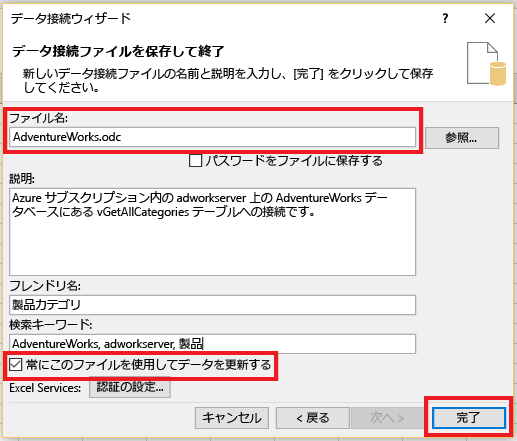 データ接続ウィザード
データ接続ファイルを保存して終了
新しいデータ接続ファイルの名前と説明を入力し、[完了] をクリックして保存
してください。
ファイル名:
AdventureWorks.odc
参照...
パスワードをファイルに保存する
説明:
Azure サブスクリプション内の adworkserver 上の AdventureWorks デー
タベースにある vGetAllCategories テーブルへの接続です。
フレンドリ名:
製品カテゴリ
検索キーワード:
AdventureWorks, adworkserver, 製品
常にこのファイルを使用してデータを更新する
Excel Services:
認証の設定...
キャンセル
< 戻る
次へ >
完了